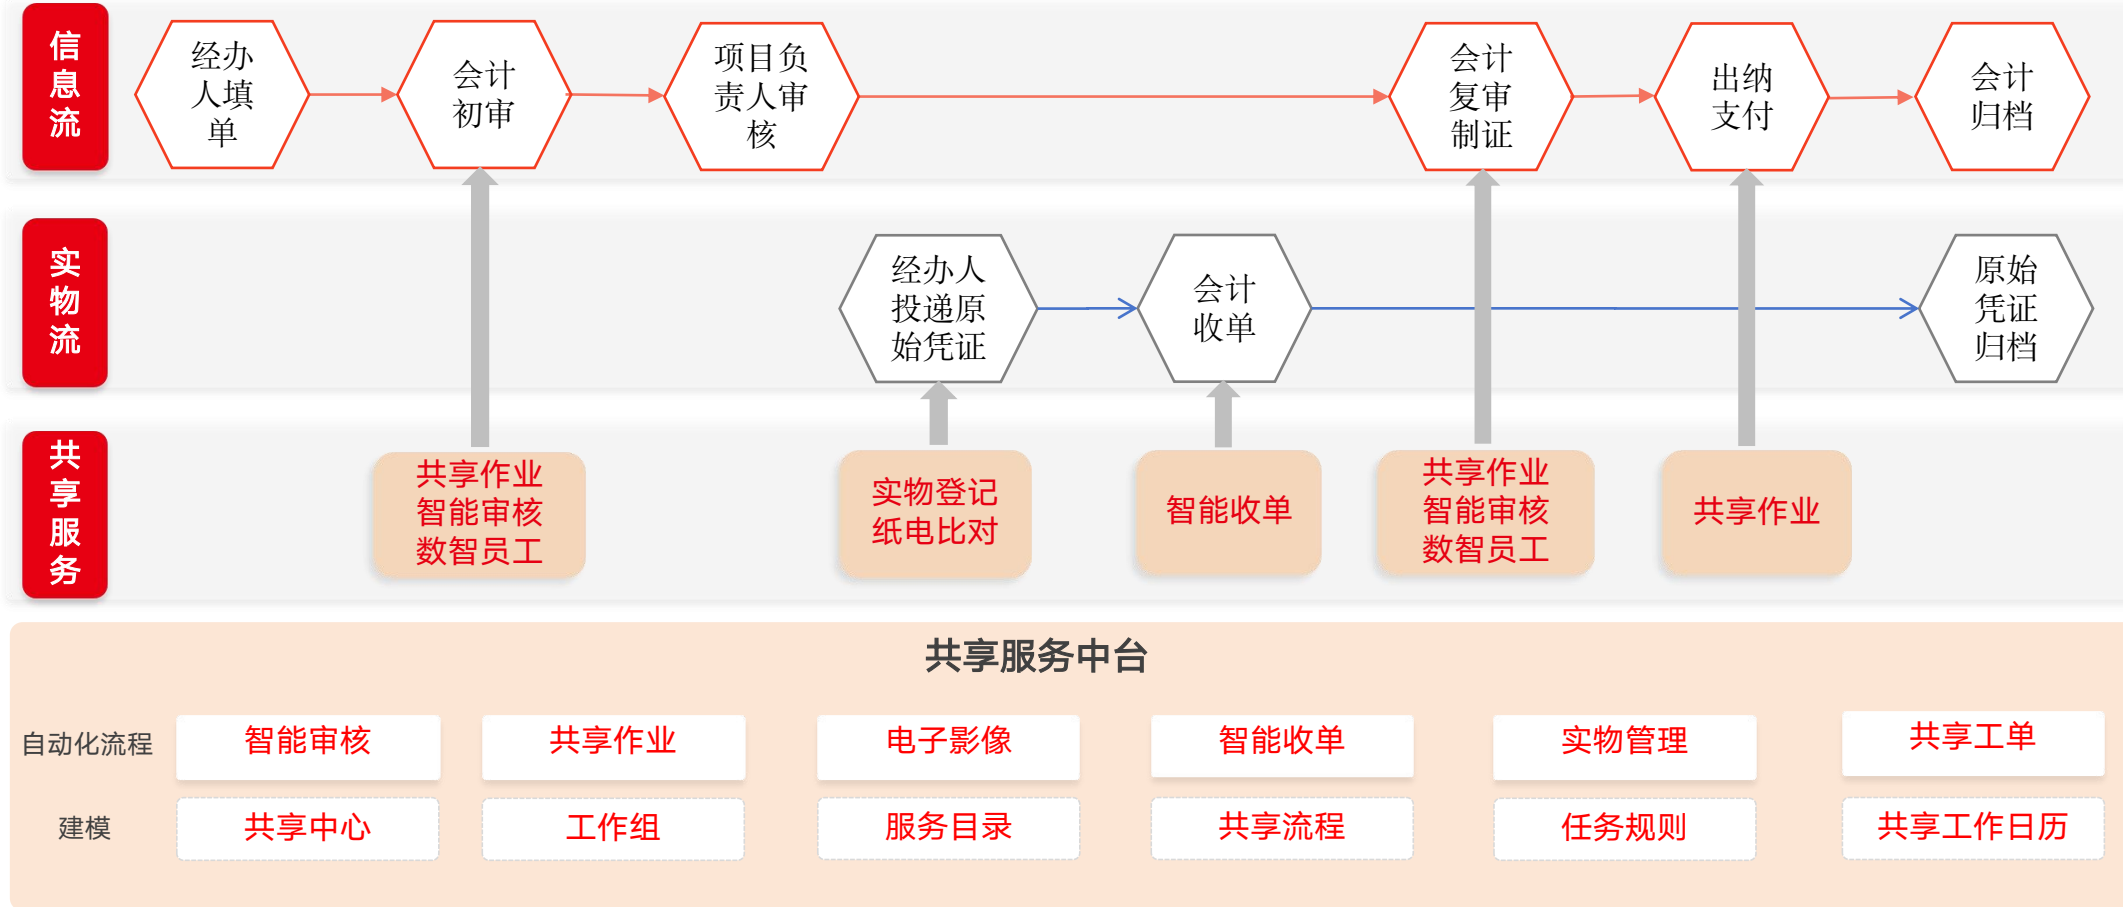 信
息
流
经办
人填
单
会计
初审
项目负
责人审
核
会计
复审
制证
出纳
支付
会计
归档
实
物
流
经办人
投递原
始凭证
会计
收单
原始
凭证
归档
共
享
服
务
共享作业
智能审核
数智员工
实物登记
纸电比对
智能收单
共享作业
智能审核
数智员工
共享作业
共享服务中台
自动化流程
智能审核
共享作业
电子影像
智能收单
实物管理
共享工单
建模
共享中心
工作组
服务目录
共享流程
任务规则
共享工作日历